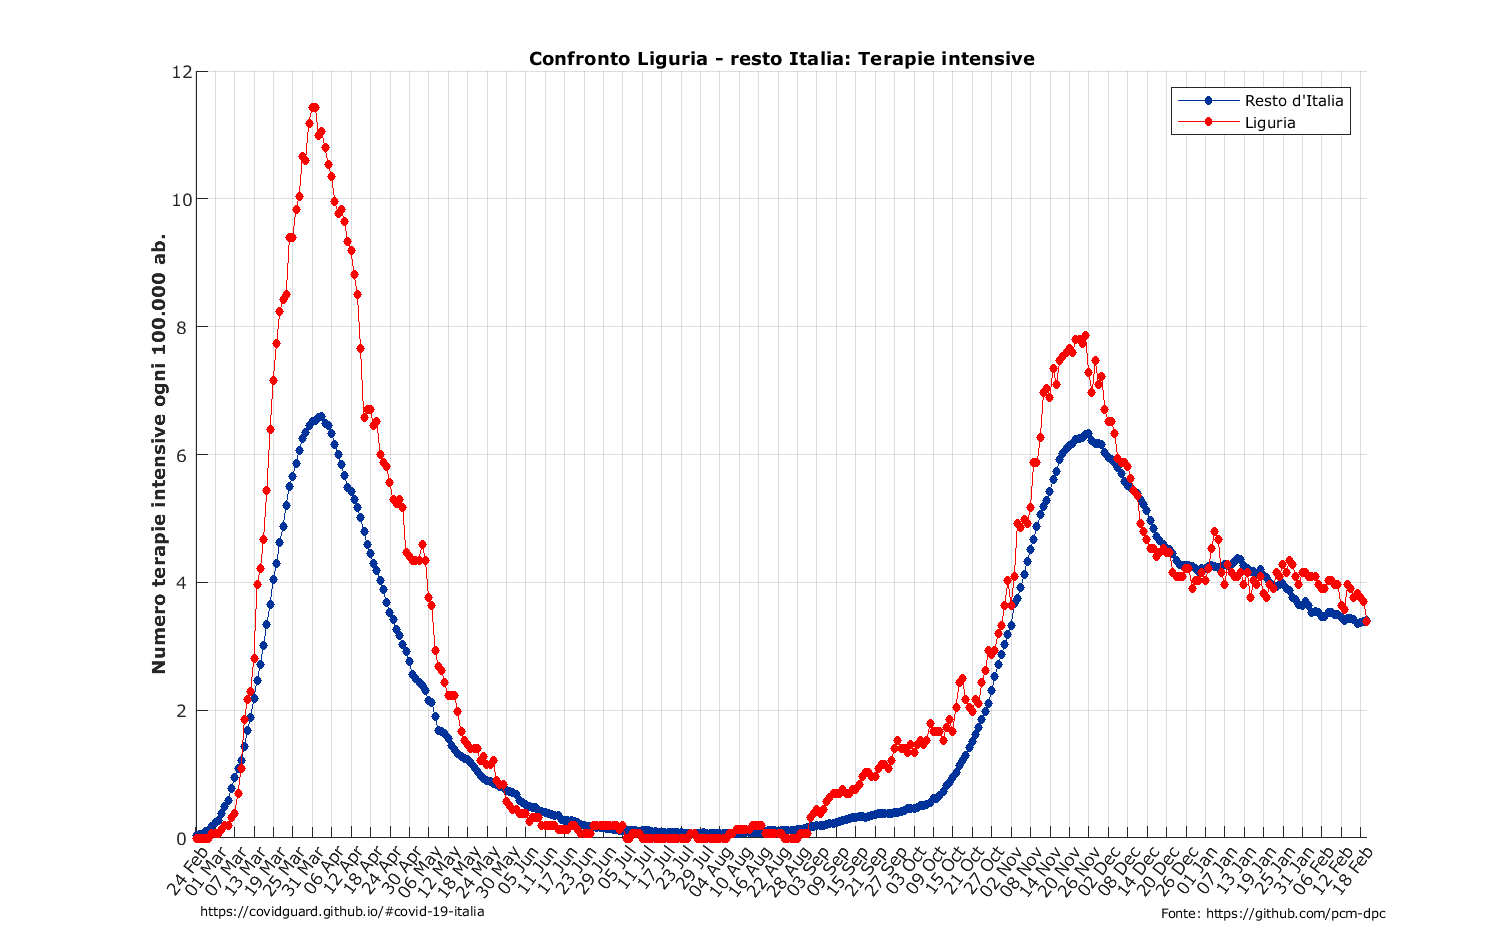 Confronto Liguria - resto Italia: Terapie intensive
Resto d'Italia
Liguria
Numero terapie intensive ogni 100.000 ab.
12
10
8
6
4
2
0
24 Feb
01 Mar
07 Mar
13 Mar
19 Mar
25 Mar
31 Mar
06 Apr
12 Apr
18 Apr
24 Apr
30 Apr
06 May
12 May
18 May
24 May
30 May
05 Jun
11 Jun
17 Jun
23 Jun
29 Jun
05 Jul
11 Jul
17 Jul
23 Jul
29 Jul
04 Aug
10 Aug
16 Aug
22 Aug
28 Aug
03 Sep
09 Sep
15 Sep
21 Sep
27 Sep
03 Oct
09 Oct
15 Oct
21 Oct
27 Oct
02 Nov
08 Nov
14 Nov
20 Nov
26 Nov
02 Dec
08 Dec
14 Dec
20 Dec
26 Dec
01 Jan
07 Jan
13 Jan
19 Jan
25 Jan
31 Jan
06 Feb
12 Feb
18 Feb
https://covidguard.github.io/#covid-19-italia
Fonte: https://github.com/pcm-dpc